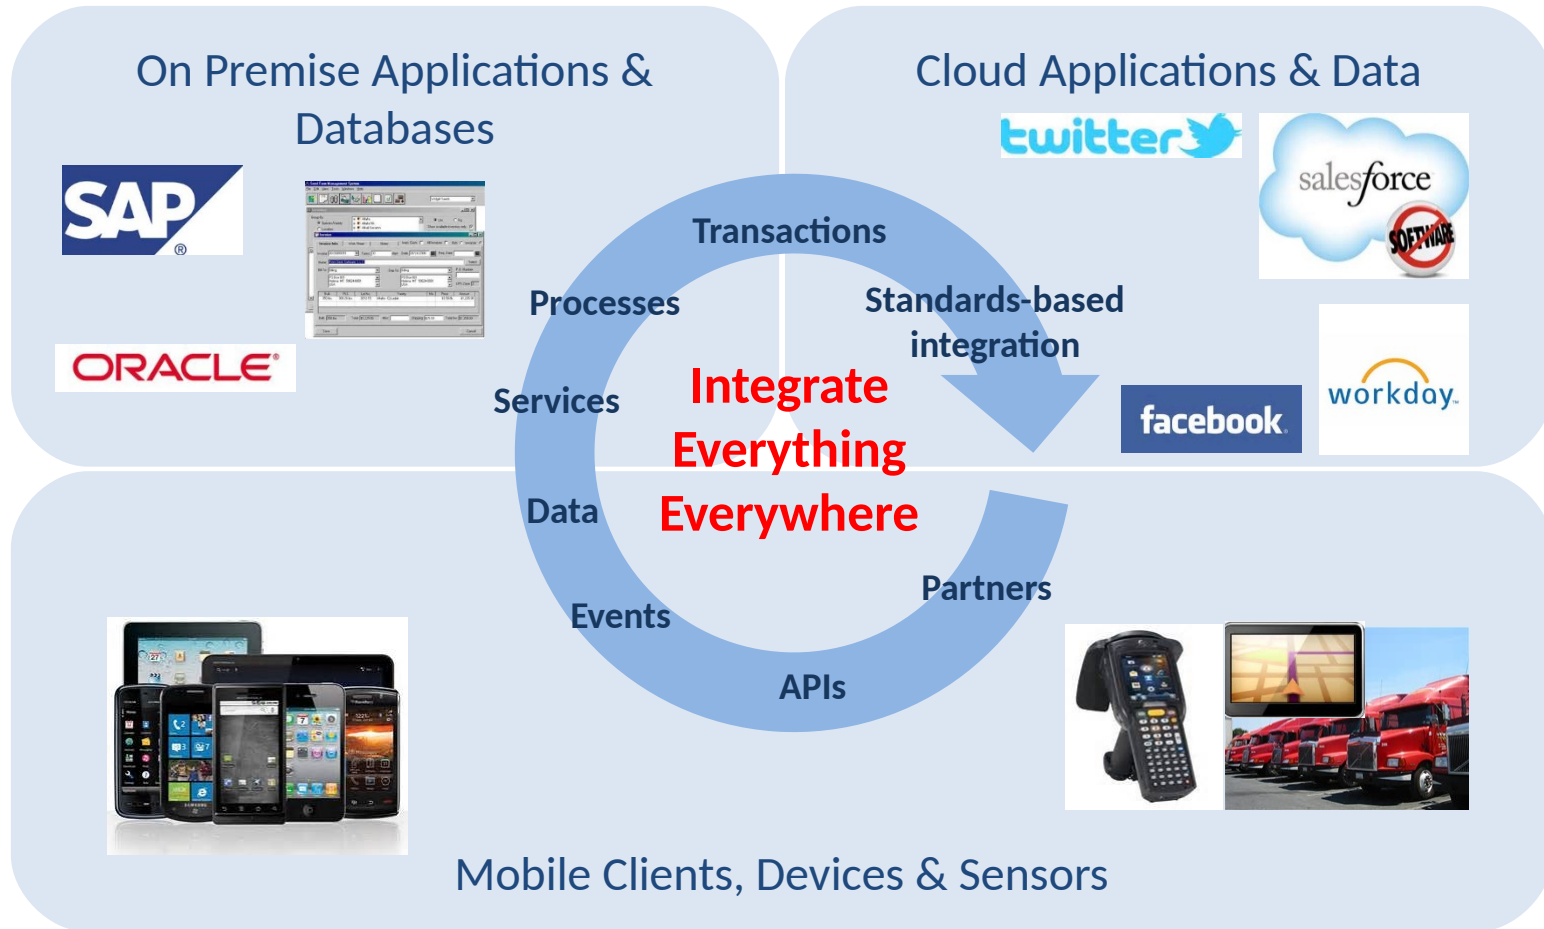 On Premise Applications &
Databases
Cloud Applications & Data
twitter
salesforce
SOFTWARE
SAP
®
ORACLE®
Transactions
Processes
Standards-based
integration
Services
Integrate
Everything
Everywhere
workday™
facebook
Data
Partners
Events
APIs
Mobile Clients, Devices & Sensors